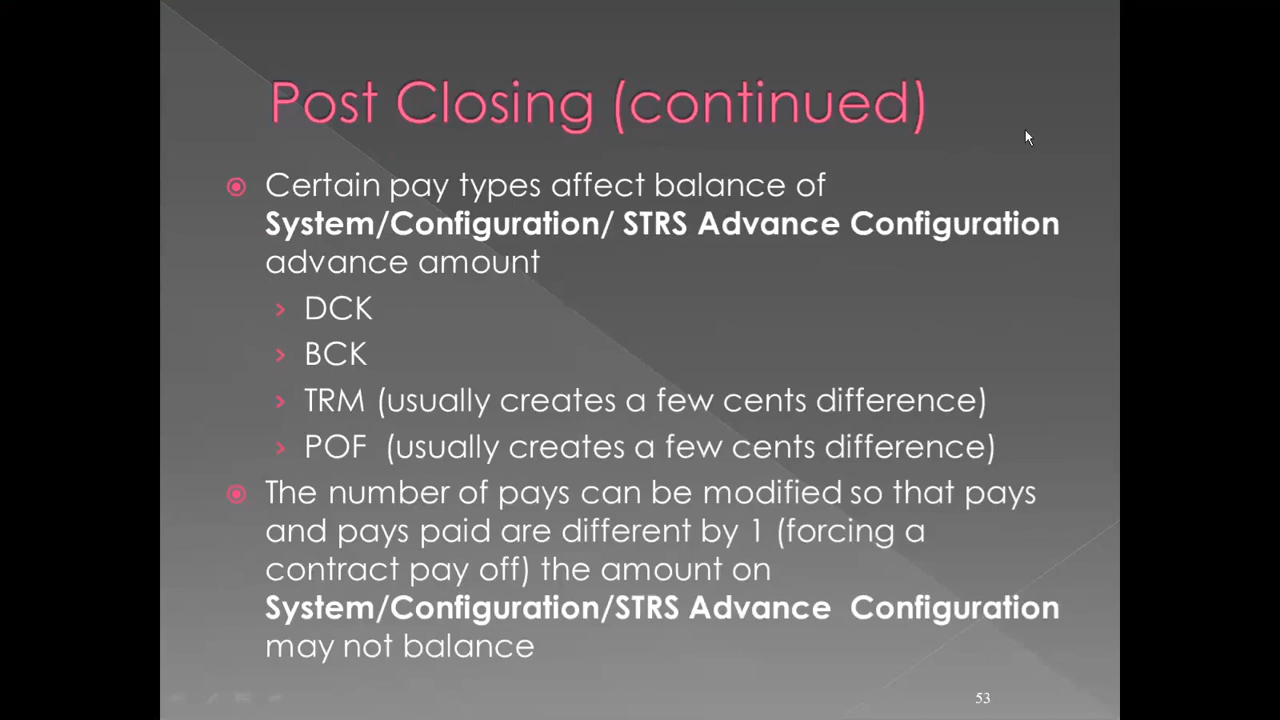 Post Closing (continued)
Certain pay types affect balance of
System/Configuration/ STRS Advance Configuration
advance amount
DCK
BCK
TRM (usually creates a few cents difference)
POF (usually creates a few cents difference)
The number of pays can be modified so that pays
and pays paid are different by 1 (forcing a
contract pay off) the amount on
System/Configuration/STRS Advance Configuration
may not balance
53